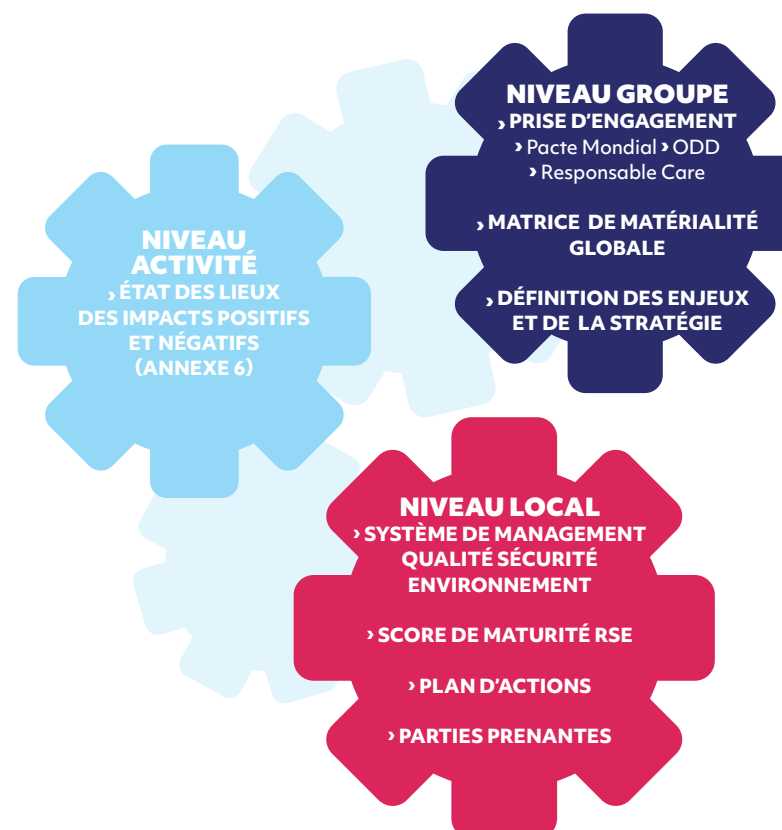 NIVEAU GROUPE
› PRISE D'ENGAGEMENT
› Pacte Mondial › ODD
› Responsable Care
› MATRICE DE MATÉRIALITÉ
GLOBALE
› DÉFINITION DES ENJEUX
ET DE LA STRATÉGIE
NIVEAU
ACTIVITÉ
› ÉTAT DES LIEUX
DES IMPACTS POSITIFS
ET NÉGATIFS
(ANNEXE 6)
NIVEAU LOCAL
› SYSTÈME DE MANAGEMENT
QUALITÉ SÉCURITÉ
ENVIRONNEMENT
› SCORE DE MATURITÉ RSE
› PLAN D'ACTIONS
› PARTIES PRENANTES